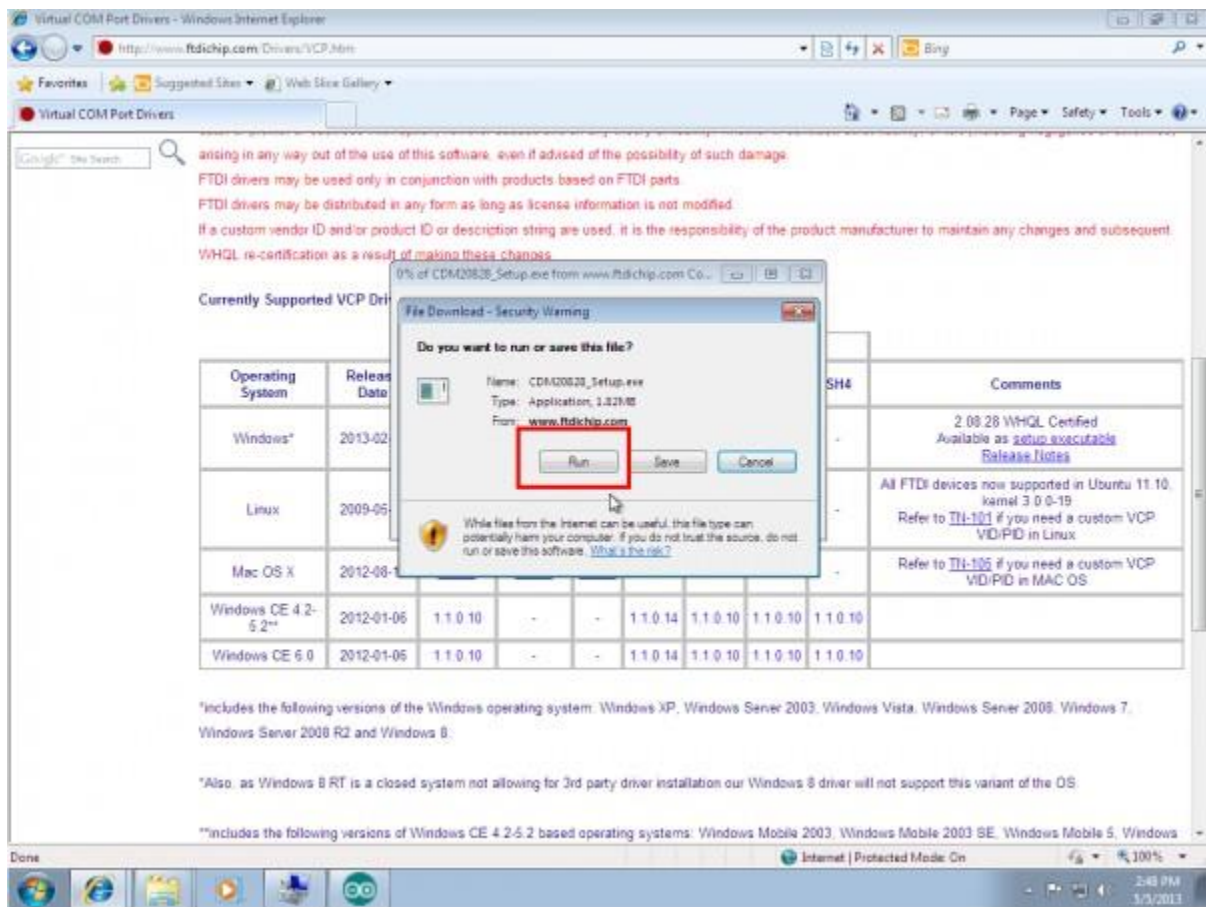 Virtual COM Port Drivers - Windows Internet Explorer
http://www.ftdichip.com/Drivers/VCP.htm
Bing
Favorites Suggested Sites Web Slice Gallery
Virtual COM Port Drivers
Page Safety Tools
Google Site Search
arising in any way out of the use of this software, even if advised of the possibility of such damage.
FTDI drivers may be used only in conjunction with products based on FTDI parts.
FTDI drivers may be distributed in any form as long as license information is not modified.
If a custom vendor ID and/or product ID or description string are used, it is the responsibility of the product manufacturer to maintain any changes and subsequent
WHQL re-certification as a result of making these changes.
0% of CDM20828_Setup.exe from www.ftdichip.com Co...
Currently Supported VCP Dri
File Download - Security Warning
Do you want to run or save this file?
Name: CDM20828_Setup.exe
Type: Application, 1.82MB
From: www.ftdichip.com
Run Save Cancel
While files from the Internet can be useful, this file type can
potentially harm your computer. If you do not trust the source, do not
run or save this software. What's the risk?
Operating System Releas Date SH4 Comments
Windows* 2013-02 - 2.08.28 WHQL Certified
Available as setup executable
Release Notes
Linux 2009-05 - All FTDI devices now supported in Ubuntu 11.10,
kernel 3.0.0-19
Refer to TN-101 if you need a custom VCP
VID/PID in Linux
Mac OS X 2012-08-1 - Refer to TN-105 if you need a custom VCP
VID/PID in MAC OS
Windows CE 4.2-5.2** 2012-01-06 1.1.0.10 - - 1.1.0.14 1.1.0.10 1.1.0.10 1.1.0.10
Windows CE 6.0 2012-01-06 1.1.0.10 - - 1.1.0.14 1.1.0.10 1.1.0.10 1.1.0.10
*includes the following versions of the Windows operating system: Windows XP, Windows Server 2003, Windows Vista, Windows Server 2008, Windows 7,
Windows Server 2008 R2 and Windows 8.
*Also, as Windows 8 RT is a closed system not allowing for 3rd party driver installation our Windows 8 driver will not support this variant of the OS.
**includes the following versions of Windows CE 4.2-5.2 based operating systems: Windows Mobile 2003, Windows Mobile 2003 SE, Windows Mobile 5, Windows
Done Internet | Protected Mode: On 100%
2:48 PM
5/5/2013